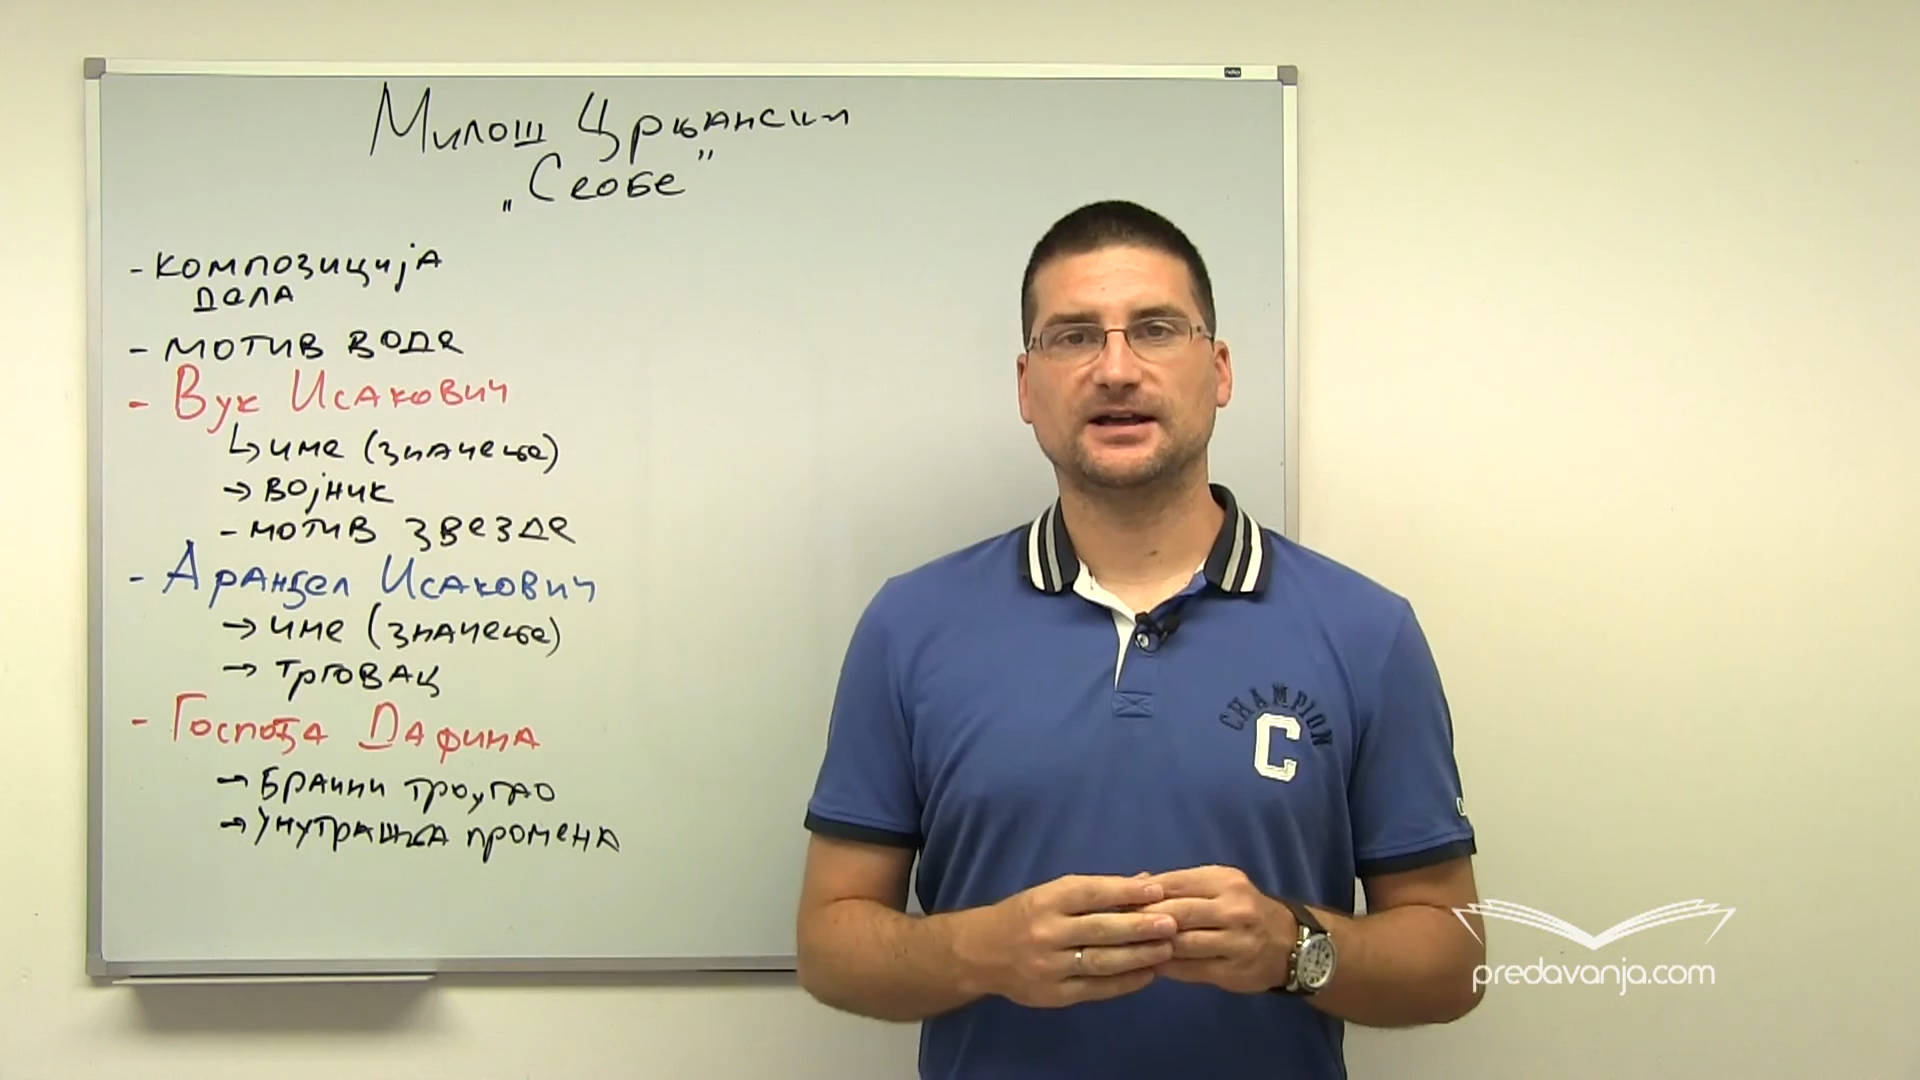 Милош Црњански
„Сеобе”
- композиција
дела
- мотив воде
- Вук Исакович
↳ име (значење)
→ војник
- мотив звезде
- Аранђел Исакович
→ име (значење)
→ трговац
- Госпођа Дафина
→ Брачни троугао
→ Унутрашња промена
CHAMPION
C
predavanja.com